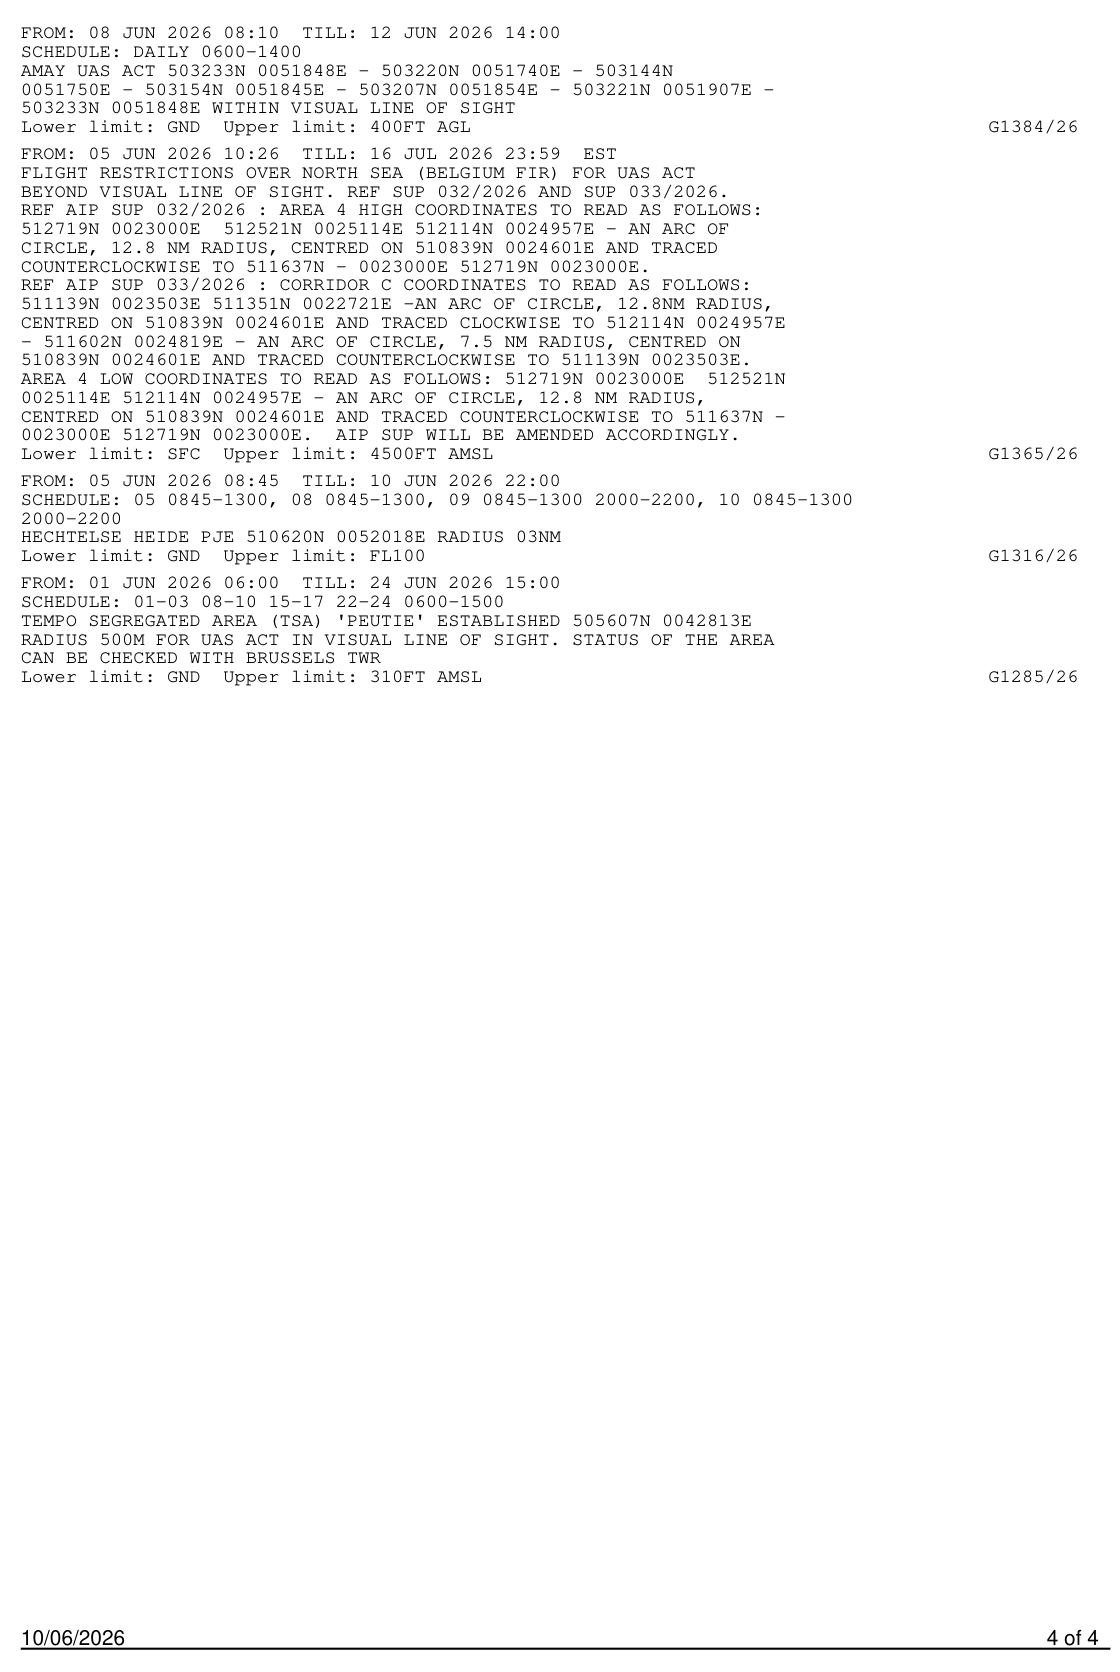 FROM: 08 JUN 2026 08:10  TILL: 12 JUN 2026 14:00
SCHEDULE: DAILY 0600-1400
AMAY UAS ACT 503233N 0051848E - 503220N 0051740E - 503144N
0051750E - 503154N 0051845E - 503207N 0051854E - 503221N 0051907E -
503233N 0051848E WITHIN VISUAL LINE OF SIGHT
Lower limit: GND  Upper limit: 400FT AGL G1384/26
FROM: 05 JUN 2026 10:26  TILL: 16 JUL 2026 23:59  EST
FLIGHT RESTRICTIONS OVER NORTH SEA (BELGIUM FIR) FOR UAS ACT
BEYOND VISUAL LINE OF SIGHT. REF SUP 032/2026 AND SUP 033/2026.
REF AIP SUP 032/2026 : AREA 4 HIGH COORDINATES TO READ AS FOLLOWS:
512719N 0023000E  512521N 0025114E 512114N 0024957E - AN ARC OF
CIRCLE, 12.8 NM RADIUS, CENTRED ON 510839N 0024601E AND TRACED
COUNTERCLOCKWISE TO 511637N - 0023000E 512719N 0023000E.
REF AIP SUP 033/2026 : CORRIDOR C COORDINATES TO READ AS FOLLOWS:
511139N 0023503E 511351N 0022721E -AN ARC OF CIRCLE, 12.8NM RADIUS,
CENTRED ON 510839N 0024601E AND TRACED CLOCKWISE TO 512114N 0024957E
- 511602N 0024819E - AN ARC OF CIRCLE, 7.5 NM RADIUS, CENTRED ON
510839N 0024601E AND TRACED COUNTERCLOCKWISE TO 511139N 0023503E.
AREA 4 LOW COORDINATES TO READ AS FOLLOWS: 512719N 0023000E  512521N
0025114E 512114N 0024957E - AN ARC OF CIRCLE, 12.8 NM RADIUS,
CENTRED ON 510839N 0024601E AND TRACED COUNTERCLOCKWISE TO 511637N -
0023000E 512719N 0023000E.  AIP SUP WILL BE AMENDED ACCORDINGLY.
Lower limit: SFC  Upper limit: 4500FT AMSL G1365/26
FROM: 05 JUN 2026 08:45  TILL: 10 JUN 2026 22:00
SCHEDULE: 05 0845-1300, 08 0845-1300, 09 0845-1300 2000-2200, 10 0845-1300
2000-2200
HECHTELSE HEIDE PJE 510620N 0052018E RADIUS 03NM
Lower limit: GND  Upper limit: FL100 G1316/26
FROM: 01 JUN 2026 06:00  TILL: 24 JUN 2026 15:00
SCHEDULE: 01-03 08-10 15-17 22-24 0600-1500
TEMPO SEGREGATED AREA (TSA) 'PEUTIE' ESTABLISHED 505607N 0042813E
RADIUS 500M FOR UAS ACT IN VISUAL LINE OF SIGHT. STATUS OF THE AREA
CAN BE CHECKED WITH BRUSSELS TWR
Lower limit: GND  Upper limit: 310FT AMSL G1285/26
10/06/2026 4 of 4